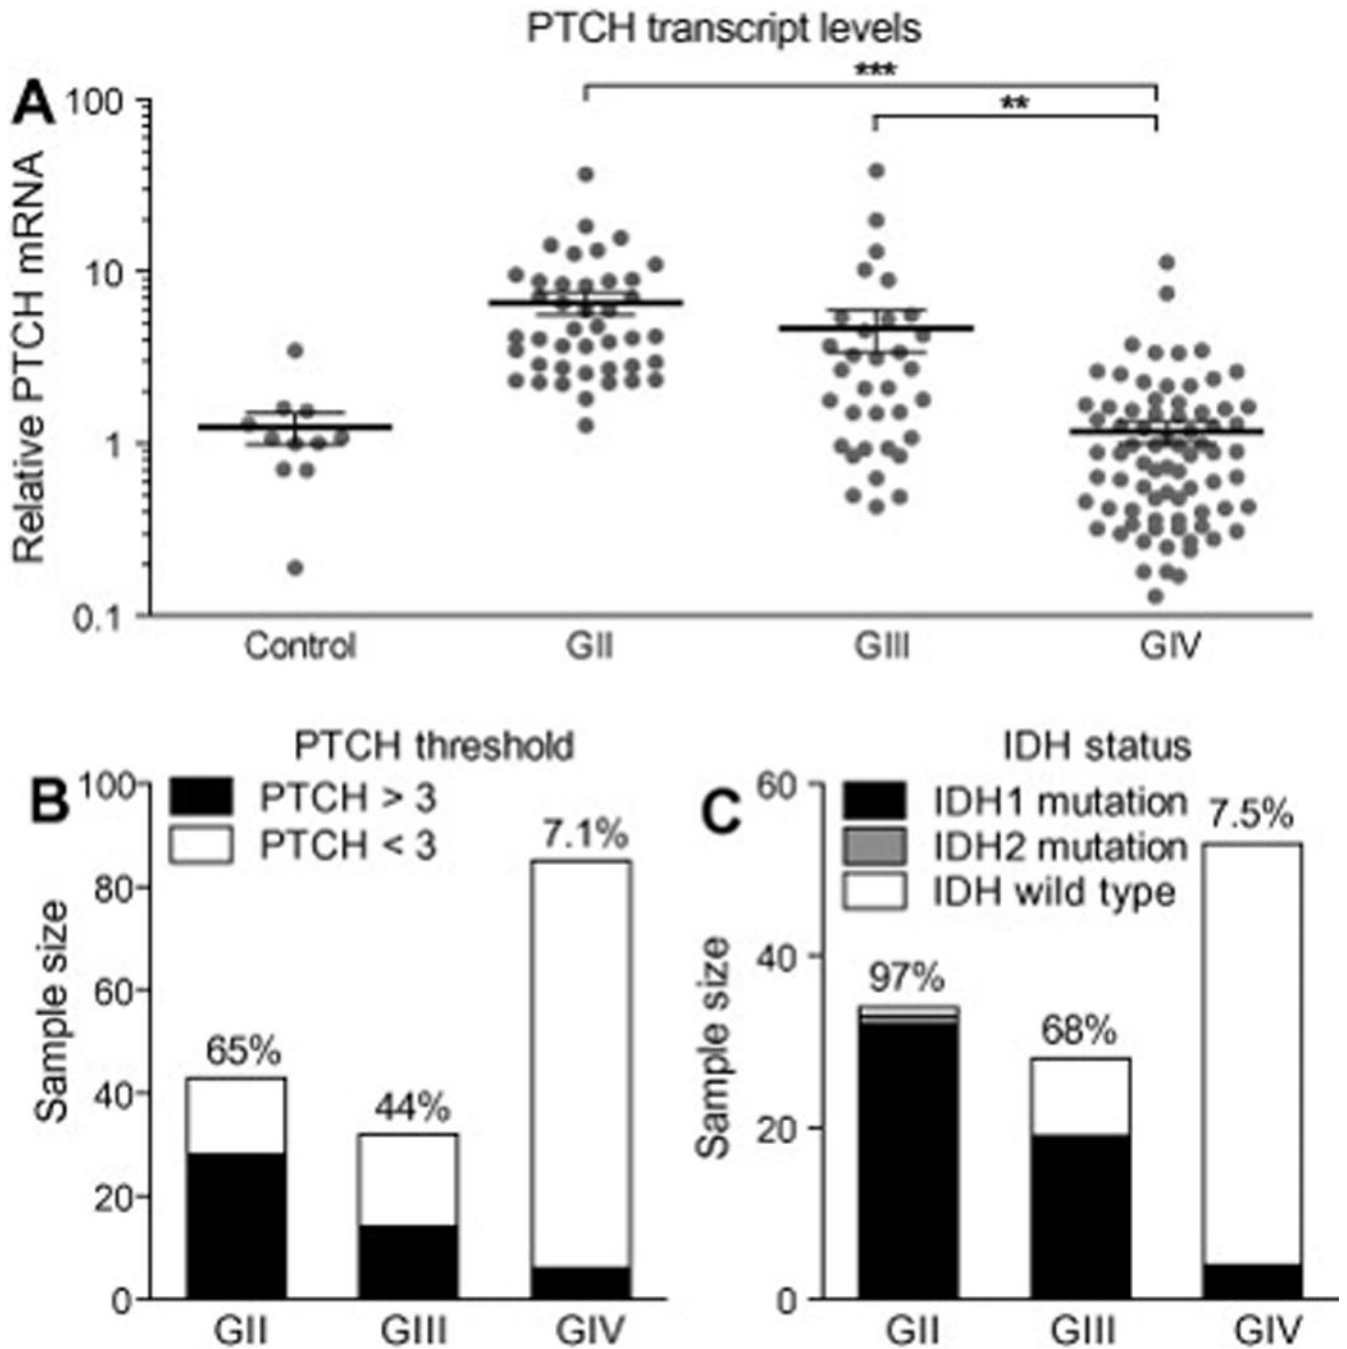 PTCH transcript levels
A
***
**
Relative PTCH mRNA
100
10
1
0.1
Control GII GIII GIV
PTCH threshold
B
Sample size
100
80
60
40
20
0
PTCH > 3
PTCH < 3
65%
44%
7.1%
GII GIII GIV
IDH status
C
Sample size
60
40
20
0
IDH1 mutation
IDH2 mutation
IDH wild type
97%
68%
7.5%
GII GIII GIV